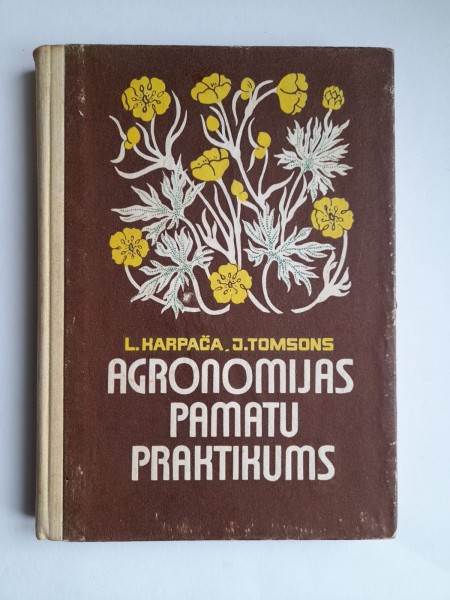 L. KARPAČA, J. TOMSONS
AGRONOMIJAS
PAMATU
PRAKTIKUMS